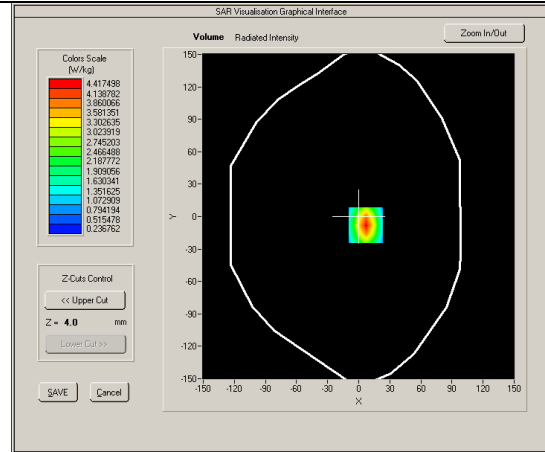 SAR Visualisation Graphical Interface
Volume Radiated Intensity
Zoom In/Out
Colors Scale
(W/kg)
4.417498
4.138782
3.860066
3.581351
3.302635
3.023919
2.745203
2.466488
2.187772
1.909056
1.630341
1.351625
1.072909
0.794194
0.515478
0.236762
Z-Cuts Control
<< Upper Cut
Z = 4.0 mm
Lower Cut >>
SAVE
Cancel
150-
120-
90-
60-
30-
0-
-30-
-60-
-90-
-120-
-150-
Y
-150 -120 -90 -60 -30 0 30 60 90 120 150
X